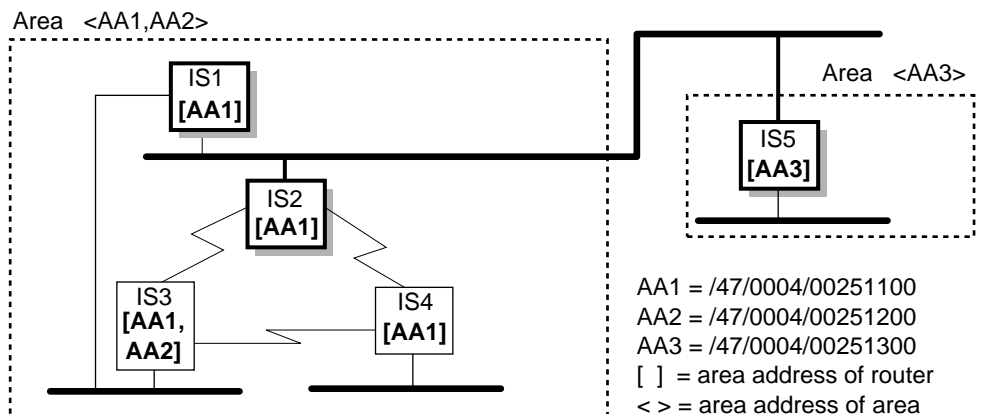 Area <AA1,AA2>
IS1
[AA1]
Area <AA3>
IS5
[AA3]
IS2
[AA1]
IS3
[AA1,
AA2]
IS4
[AA1]
AA1 = /47/0004/00251100
AA2 = /47/0004/00251200
AA3 = /47/0004/00251300
[ ] = area address of router
< > = area address of area